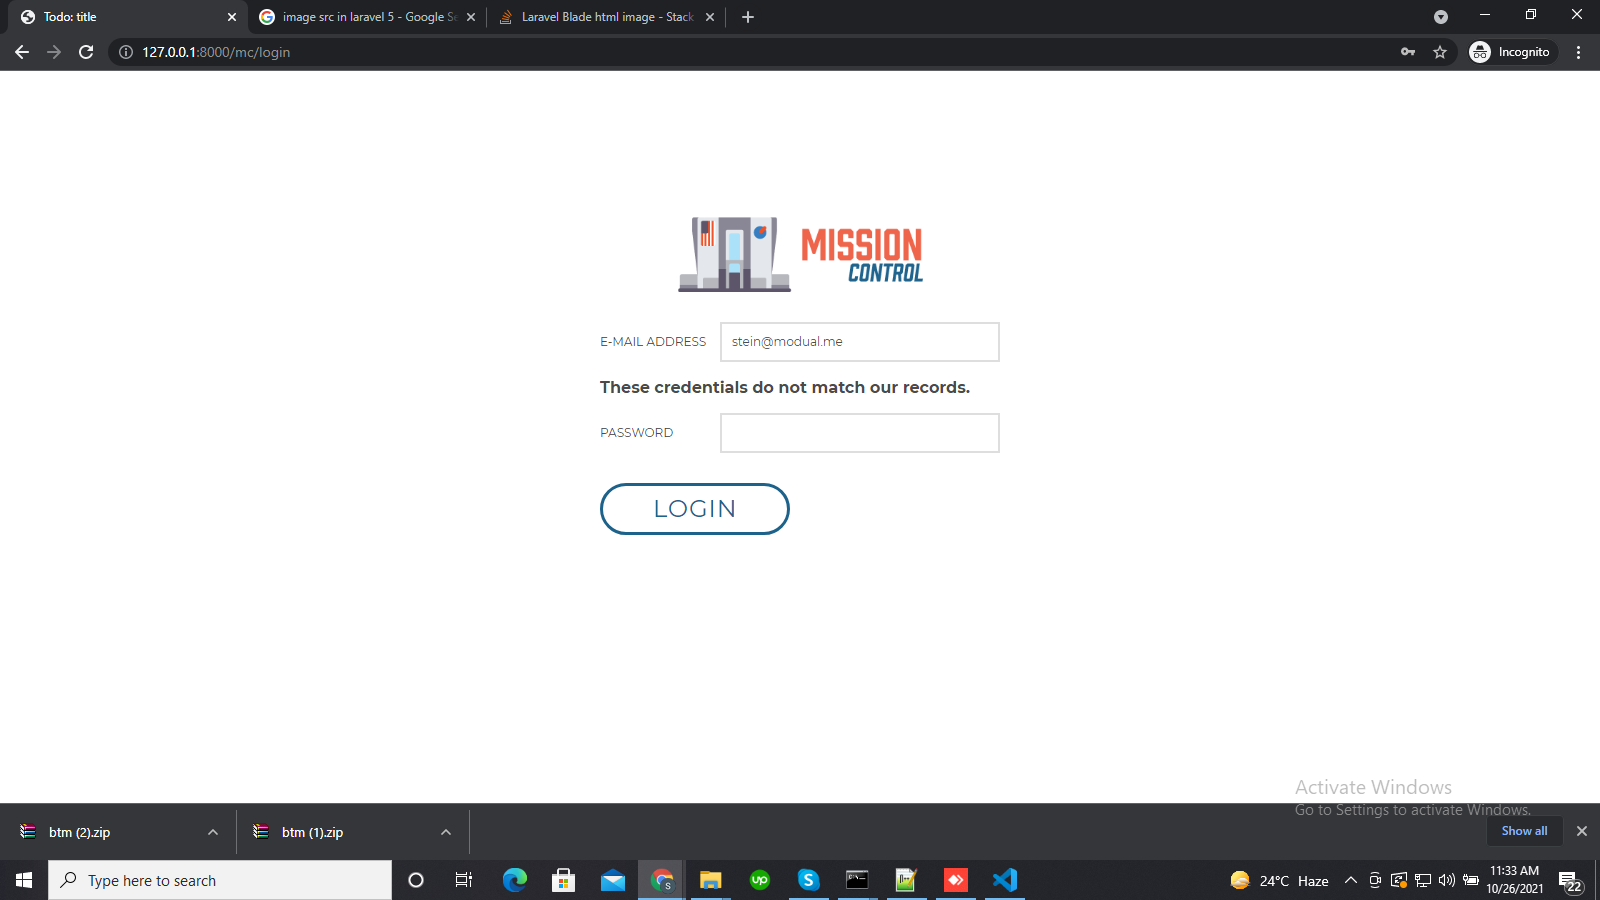 Todo: title
image src in laravel 5 - Google Se
Laravel Blade html image - Stack
127.0.0.1:8000/mc/login
Incognito
MISSION
CONTROL
E-MAIL ADDRESS
stein@modual.me
These credentials do not match our records.
PASSWORD
LOGIN
Activate Windows
Go to Settings to activate Windows.
btm (2).zip
btm (1).zip
Show all
Type here to search
up
S
24°C Haze
11:33 AM
10/26/2021
22